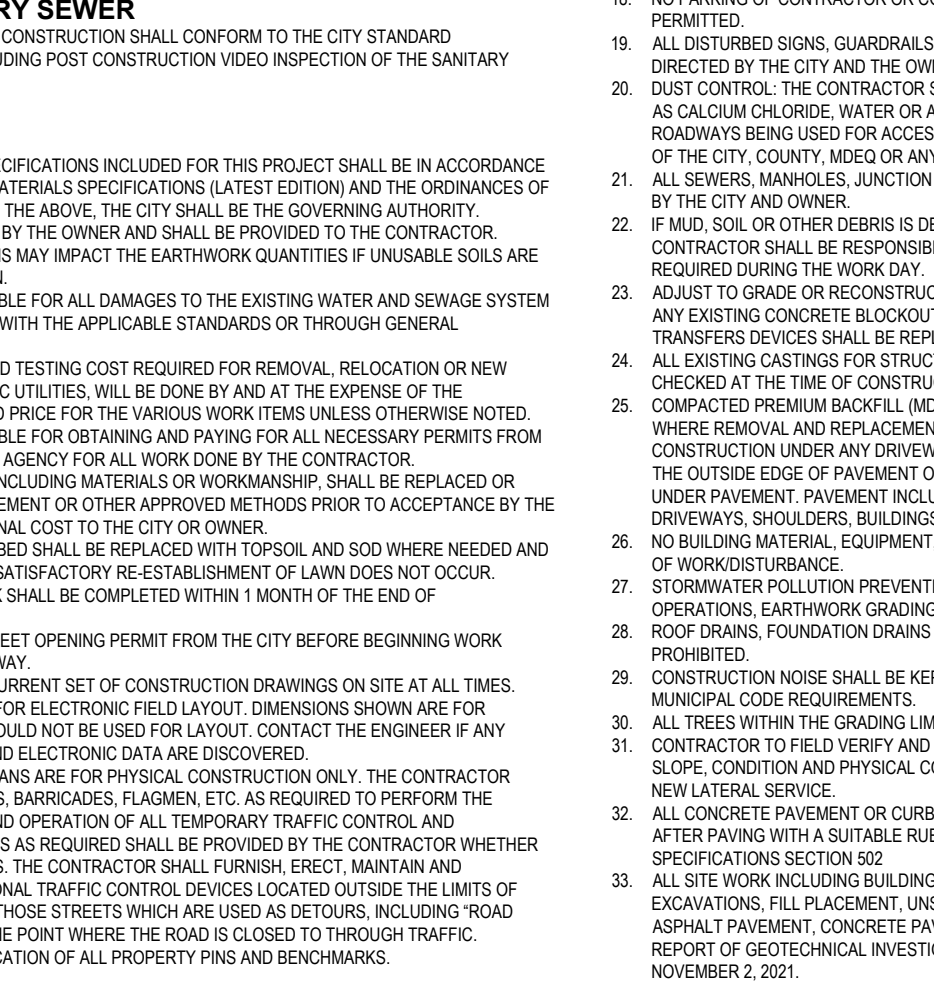 RY SEWER
CONSTRUCTION SHALL CONFORM TO THE CITY STANDARD
UDING POST CONSTRUCTION VIDEO INSPECTION OF THE SANITARY
ECIFICATIONS INCLUDED FOR THIS PROJECT SHALL BE IN ACCORDANCE
ATERIALS SPECIFICATIONS (LATEST EDITION) AND THE ORDINANCES OF
THE ABOVE, THE CITY SHALL BE THE GOVERNING AUTHORITY.
BY THE OWNER AND SHALL BE PROVIDED TO THE CONTRACTOR.
IS MAY IMPACT THE EARTHWORK QUANTITIES IF UNUSABLE SOILS ARE
N.
BLE FOR ALL DAMAGES TO THE EXISTING WATER AND SEWAGE SYSTEM
WITH THE APPLICABLE STANDARDS OR THROUGH GENERAL
D TESTING COST REQUIRED FOR REMOVAL, RELOCATION OR NEW
C UTILITIES, WILL BE DONE BY AND AT THE EXPENSE OF THE
D PRICE FOR THE VARIOUS WORK ITEMS UNLESS OTHERWISE NOTED.
BLE FOR OBTAINING AND PAYING FOR ALL NECESSARY PERMITS FROM
AGENCY FOR ALL WORK DONE BY THE CONTRACTOR.
NCLUDING MATERIALS OR WORKMANSHIP, SHALL BE REPLACED OR
EMENT OR OTHER APPROVED METHODS PRIOR TO ACCEPTANCE BY THE
NAL COST TO THE CITY OR OWNER.
BED SHALL BE REPLACED WITH TOPSOIL AND SOD WHERE NEEDED AND
SATISFACTORY RE-ESTABLISHMENT OF LAWN DOES NOT OCCUR.
K SHALL BE COMPLETED WITHIN 1 MONTH OF THE END OF
EET OPENING PERMIT FROM THE CITY BEFORE BEGINNING WORK
WAY.
URRENT SET OF CONSTRUCTION DRAWINGS ON SITE AT ALL TIMES.
FOR ELECTRONIC FIELD LAYOUT. DIMENSIONS SHOWN ARE FOR
OULD NOT BE USED FOR LAYOUT. CONTACT THE ENGINEER IF ANY
ND ELECTRONIC DATA ARE DISCOVERED.
ANS ARE FOR PHYSICAL CONSTRUCTION ONLY. THE CONTRACTOR
S, BARRICADES, FLAGMEN, ETC. AS REQUIRED TO PERFORM THE
ND OPERATION OF ALL TEMPORARY TRAFFIC CONTROL AND
S AS REQUIRED SHALL BE PROVIDED BY THE CONTRACTOR WHETHER
S. THE CONTRACTOR SHALL FURNISH, ERECT, MAINTAIN AND
ONAL TRAFFIC CONTROL DEVICES LOCATED OUTSIDE THE LIMITS OF
THOSE STREETS WHICH ARE USED AS DETOURS, INCLUDING “ROAD
HE POINT WHERE THE ROAD IS CLOSED TO THROUGH TRAFFIC.
CATION OF ALL PROPERTY PINS AND BENCHMARKS.
18. NO PARKING OF CONTRACTOR OR CO
PERMITTED.
19. ALL DISTURBED SIGNS, GUARDRAILS
DIRECTED BY THE CITY AND THE OWN
20. DUST CONTROL: THE CONTRACTOR S
AS CALCIUM CHLORIDE, WATER OR A
ROADWAYS BEING USED FOR ACCES
OF THE CITY, COUNTY, MDEQ OR ANY
21. ALL SEWERS, MANHOLES, JUNCTION
BY THE CITY AND OWNER.
22. IF MUD, SOIL OR OTHER DEBRIS IS DE
CONTRACTOR SHALL BE RESPONSIB
REQUIRED DURING THE WORK DAY.
23. ADJUST TO GRADE OR RECONSTRUC
ANY EXISTING CONCRETE BLOCKOUT
TRANSFERS DEVICES SHALL BE REPL
24. ALL EXISTING CASTINGS FOR STRUCT
CHECKED AT THE TIME OF CONSTRUC
25. COMPACTED PREMIUM BACKFILL (MD
WHERE REMOVAL AND REPLACEMEN
CONSTRUCTION UNDER ANY DRIVEW
THE OUTSIDE EDGE OF PAVEMENT O
UNDER PAVEMENT. PAVEMENT INCLU
DRIVEWAYS, SHOULDERS, BUILDINGS
26. NO BUILDING MATERIAL, EQUIPMENT
OF WORK/DISTURBANCE.
27. STORMWATER POLLUTION PREVENTI
OPERATIONS, EARTHWORK GRADING
28. ROOF DRAINS, FOUNDATION DRAINS
PROHIBITED.
29. CONSTRUCTION NOISE SHALL BE KEP
MUNICIPAL CODE REQUIREMENTS.
30. ALL TREES WITHIN THE GRADING LIM
31. CONTRACTOR TO FIELD VERIFY AND
SLOPE, CONDITION AND PHYSICAL CO
NEW LATERAL SERVICE.
32. ALL CONCRETE PAVEMENT OR CURB
AFTER PAVING WITH A SUITABLE RUB
SPECIFICATIONS SECTION 502
33. ALL SITE WORK INCLUDING BUILDING
EXCAVATIONS, FILL PLACEMENT, UNS
ASPHALT PAVEMENT, CONCRETE PAV
REPORT OF GEOTECHNICAL INVESTIG
NOVEMBER 2, 2021.